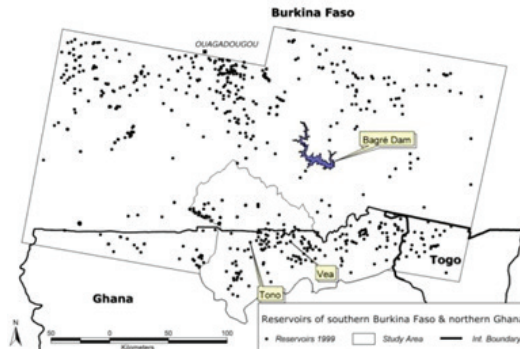 Burkina Faso
OUAGADOUGOU
Bagré Dam
Togo
Vea
Tono
Ghana
N
50 0 50 100
Kilometers
Reservoirs of southern Burkina Faso & northern Ghana
Reservoirs 1999 Study Area Int. Boundary